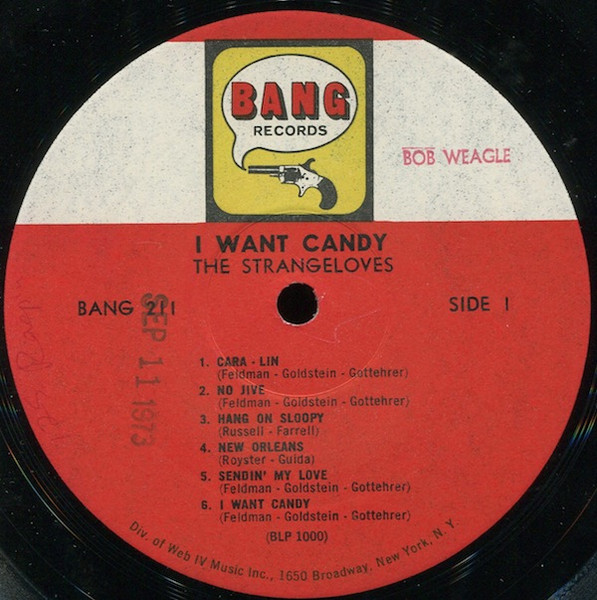 BANG
RECORDS
BOB WEAGLE
I WANT CANDY
THE STRANGELOVES
BANG 211
SIDE 1
SEP 11 1973
1. CARA - LIN
(Feldman - Goldstein - Gottehrer)
2. NO JIVE
(Feldman - Goldstein - Gottehrer)
3. HANG ON SLOOPY
(Russell - Farrell)
4. NEW ORLEANS
(Royster - Guida)
5. SENDIN' MY LOVE
(Feldman - Goldstein - Gottehrer)
6. I WANT CANDY
(Feldman - Goldstein - Gottehrer)
(BLP 1000)
Div. of Web IV Music Inc., 1650 Broadway, New York, N. Y.